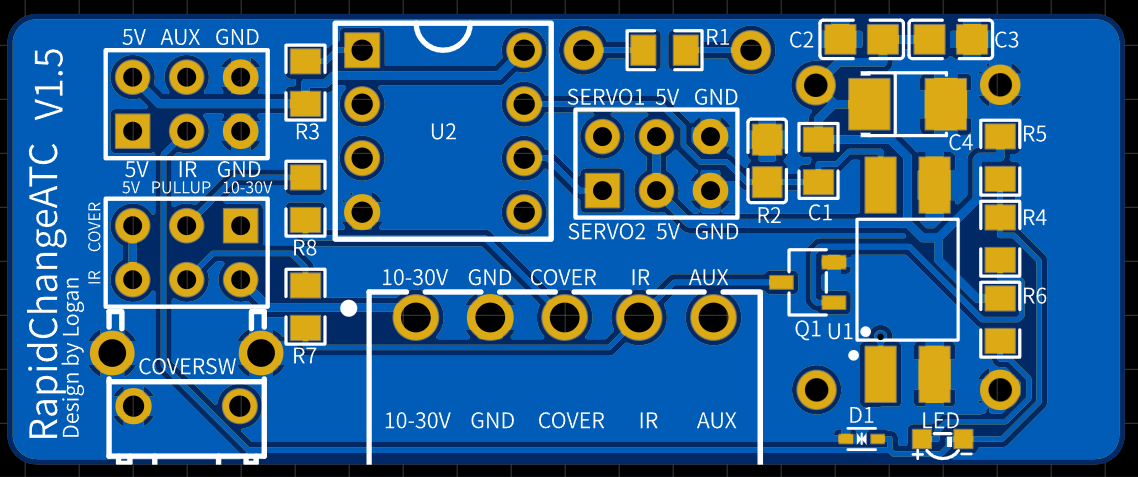 RapidChangeATC V1.5
Design by Logan
5V AUX GND
R3
5V IR GND
5V PULLUP 10-30V
COVER
IR
R8
R7
COVERSW
U2
R1
SERVO1 5V GND
SERVO2 5V GND
R2
C1
C2
C3
C4
R5
R4
R6
10-30V GND COVER IR AUX
Q1
U1
10-30V GND COVER IR AUX
D1
LED
+ -